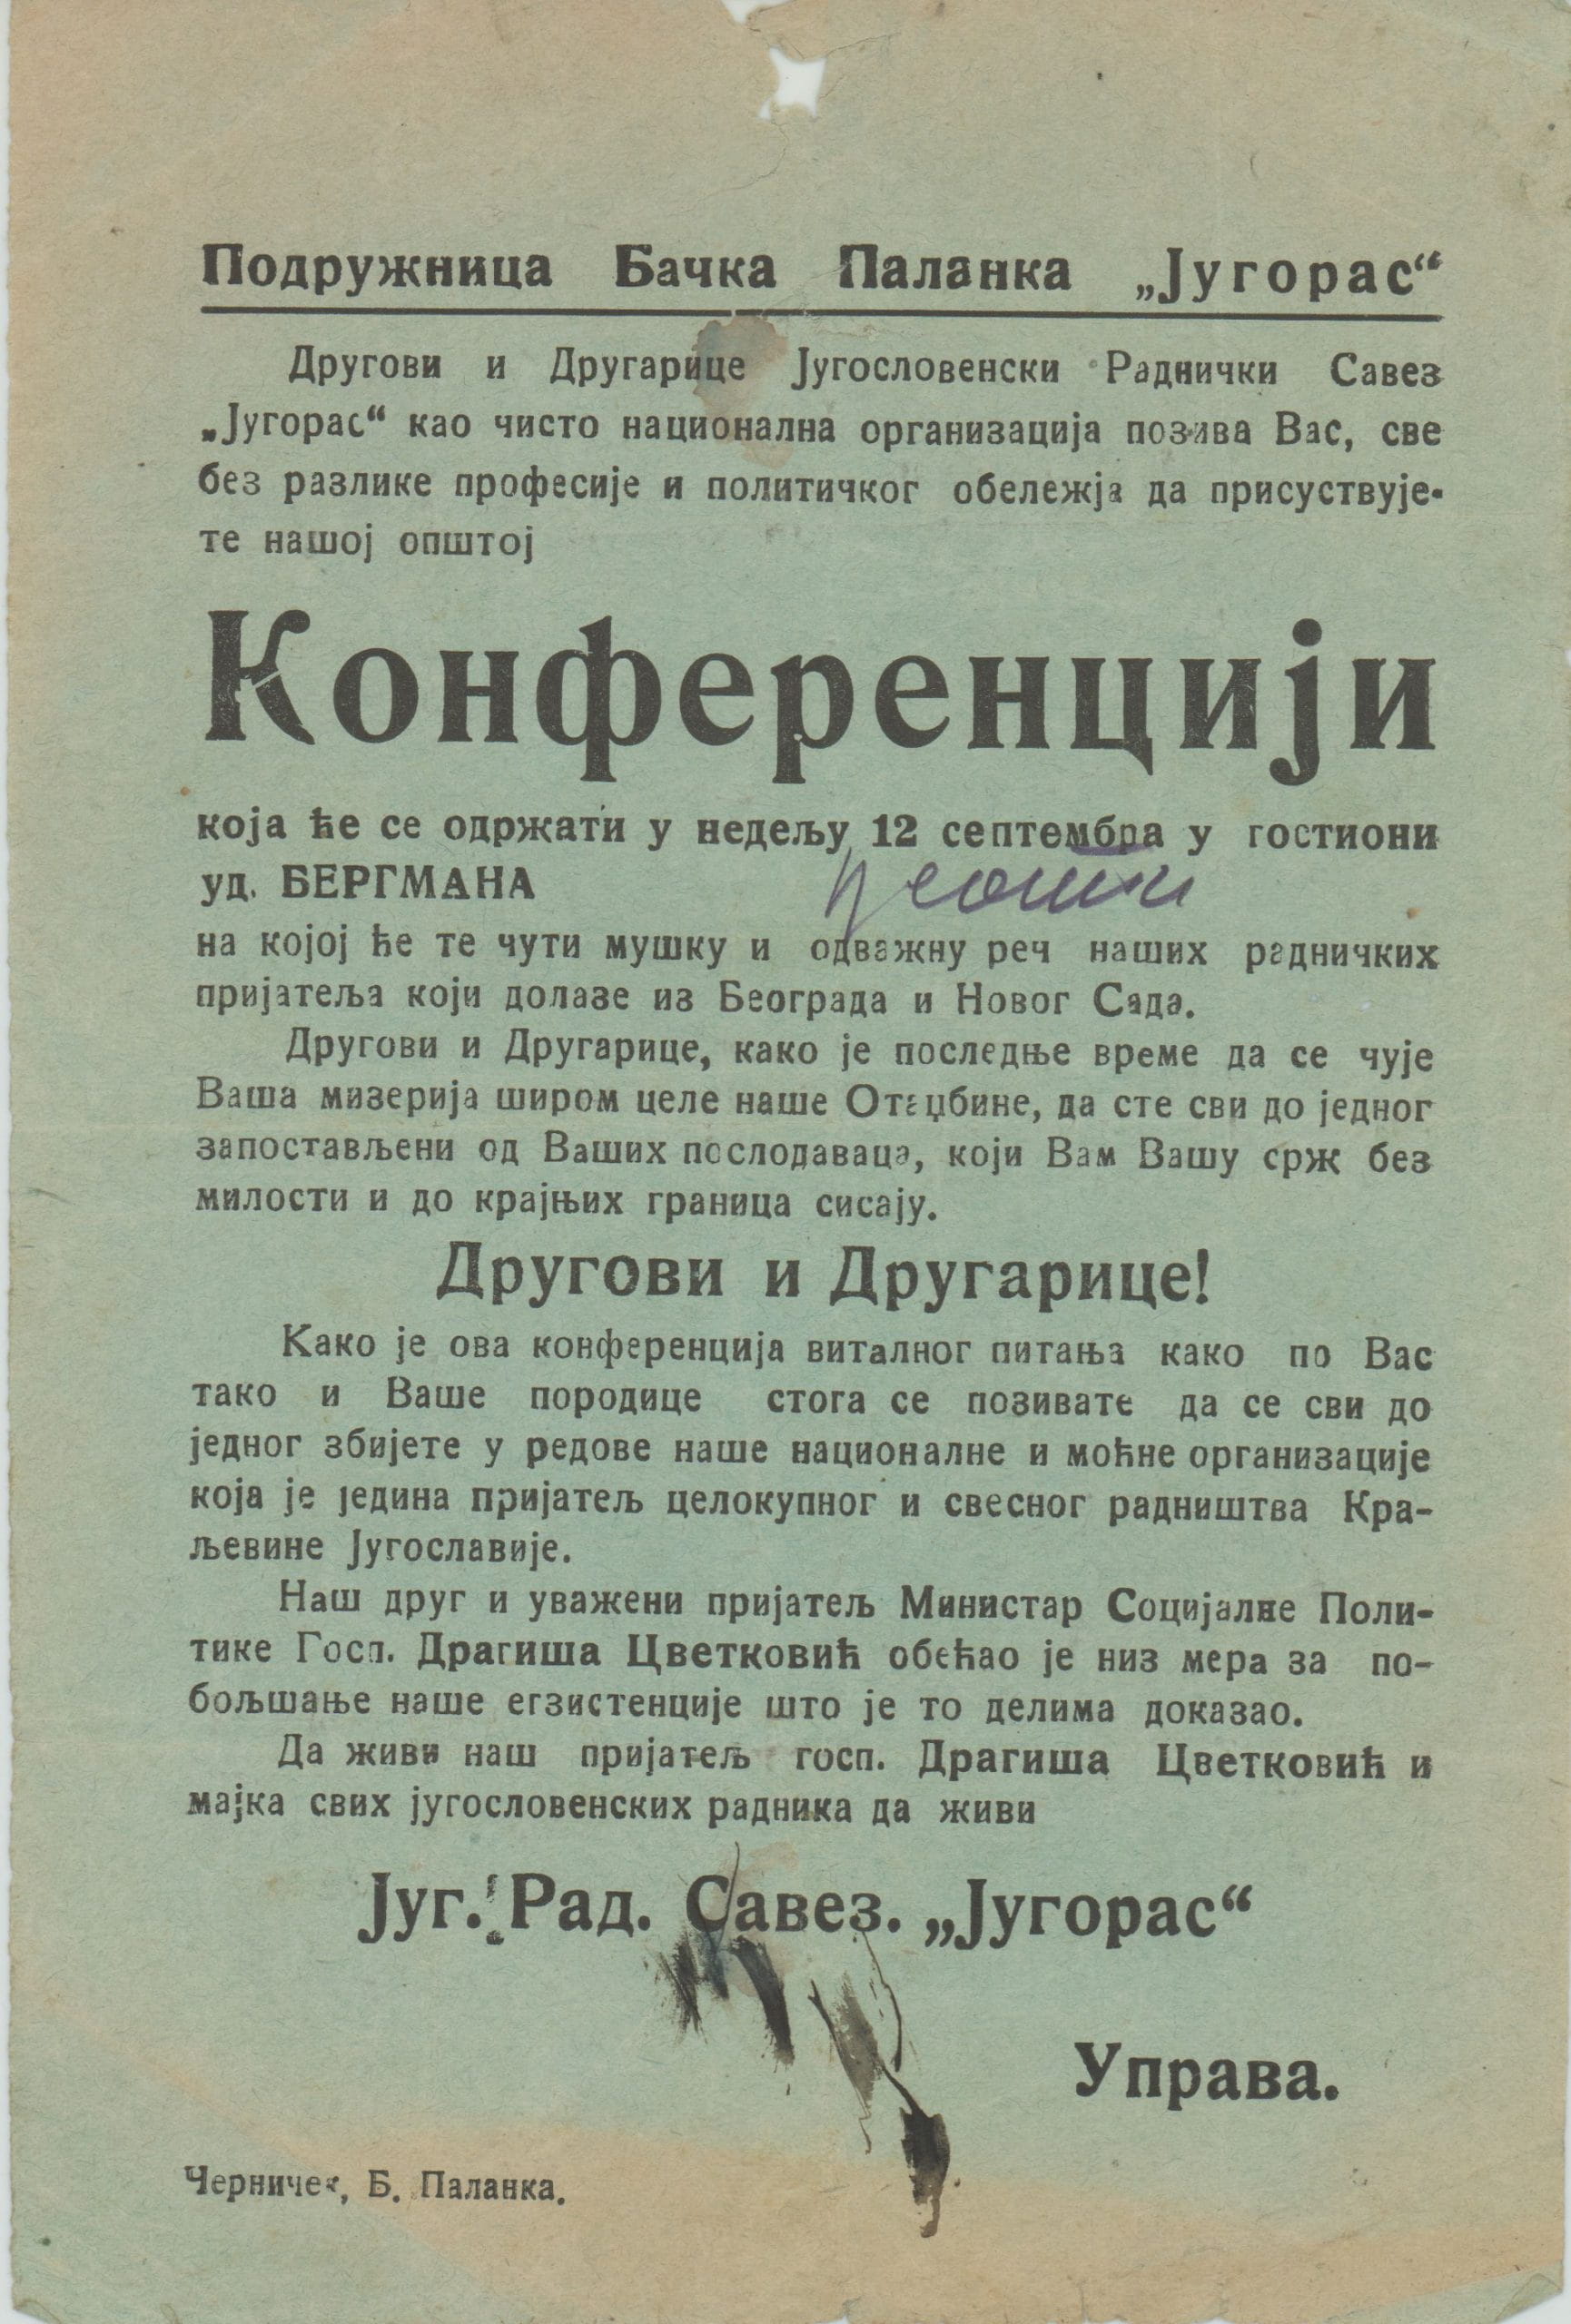 Подружница Бачка Паланка „Југорас“
Другови и Другарице Југословенски Раднички Савез
„Југорас“ као чисто национална организација позива Вас, све
без разлике професије и политичког обележја да присуствује-
те нашој општој
Конференцији
која ће се одржати у недељу 12 септембра у гостиони
уд. БЕРГМАНА
на којој ће те чути мушку и одважну реч наших радничких
пријатеља који долазе из Београда и Новог Сада.
Другови и Другарице, како је последње време да се чује
Ваша мизерија широм целе наше Отаџбине, да сте сви до једног
запостављени од Ваших послодаваца, који Вам Вашу срж без
милости и до крајњих граница сисају.
Другови и Другарице!
Како је ова конференција виталног питања како по Вас
тако и Ваше породице стога се позивате да се сви до
једног збијете у редове наше националне и моћне организације
која је једина пријатељ целокупног и свесног радништва Кра-
љевине Југославије.
Наш друг и уважени пријатељ Министар Социјалне Поли-
тике Госп. Драгиша Цветковић обећао је низ мера за по-
бољшање наше егзистенције што је то делима доказао.
Да живи наш пријатељ госп. Драгиша Цветковић и
мајка свих југословенских радника да живи
Југ. Рад. Савез. „Југорас“
Управа.
Черничек, Б. Паланка.